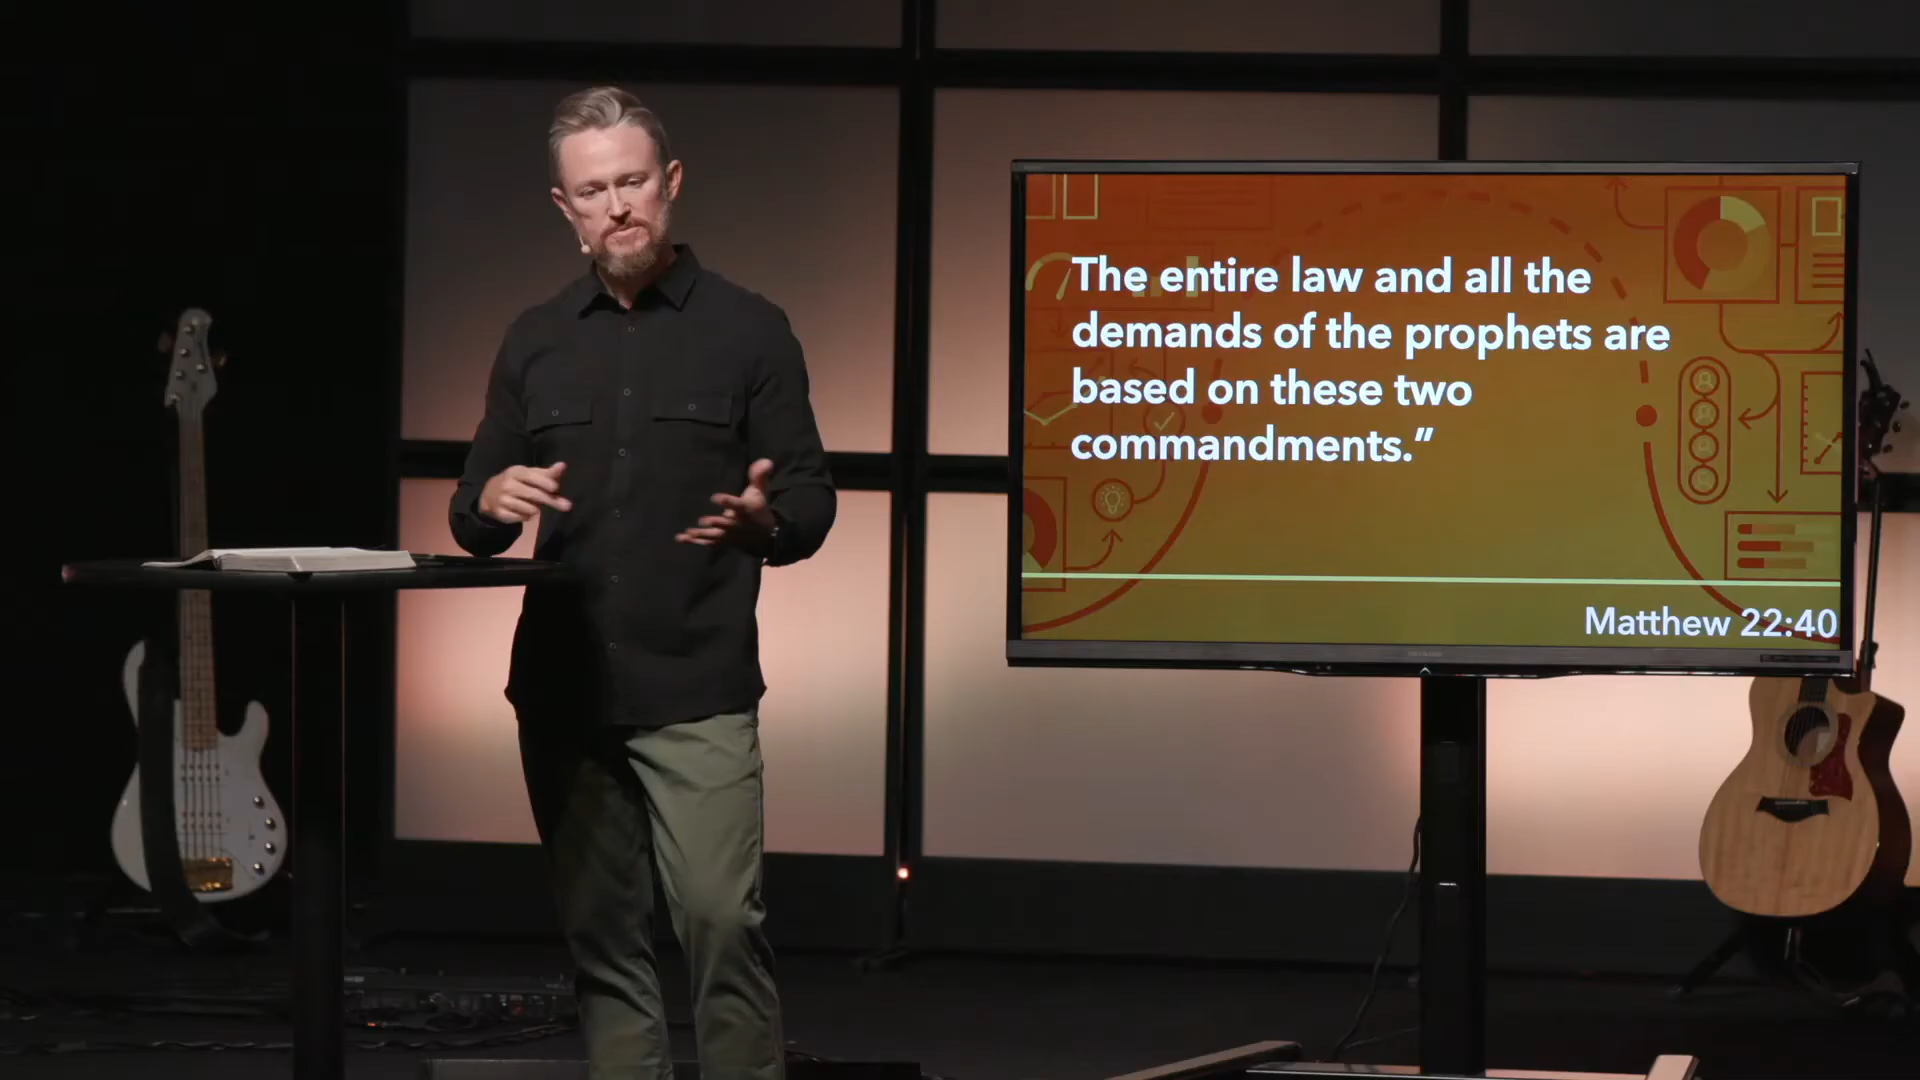 The entire law and all the
demands of the prophets are
based on these two
commandments.”
Matthew 22:40